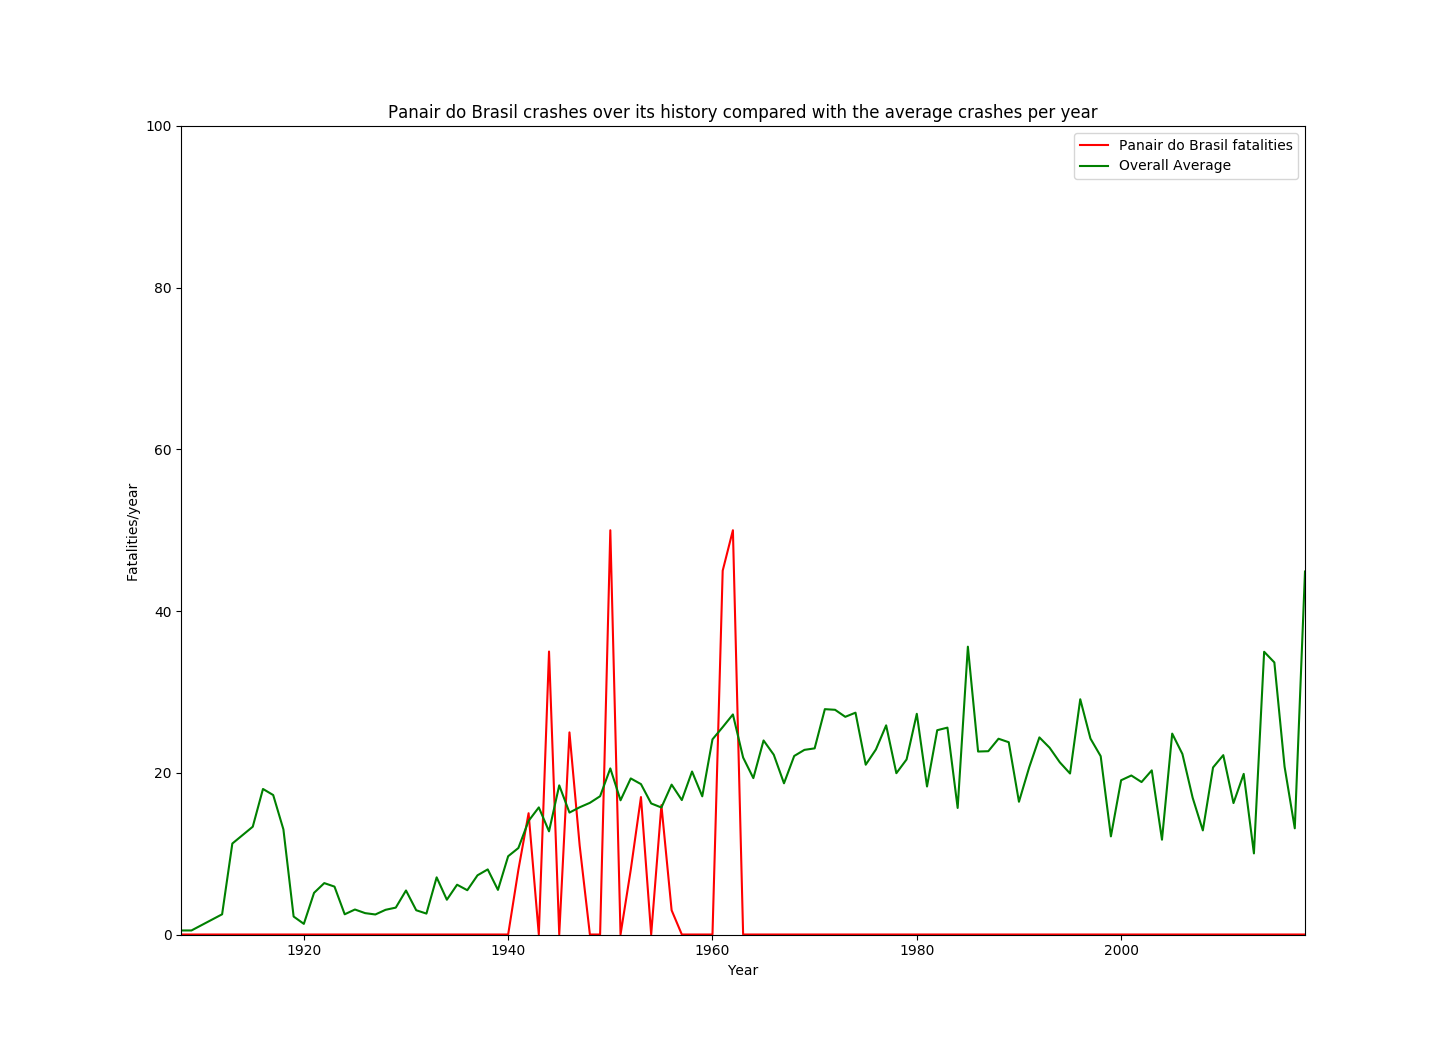 Panair do Brasil crashes over its history compared with the average crashes per year
100
80
60
40
20
0
Fatalities/year
Panair do Brasil fatalities
Overall Average
1920
1940
1960
1980
2000
Year